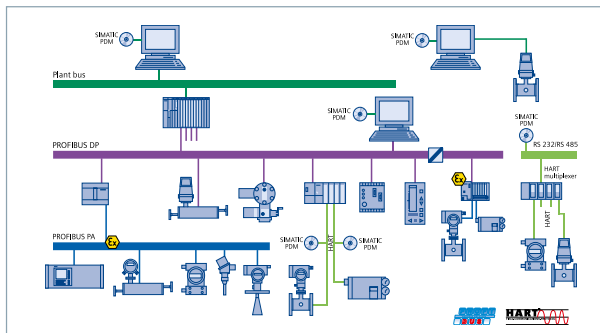 SIMATIC
PDM
SIMATIC
PDM
Plant bus
SIMATIC
PDM
SIMATIC
PDM
PROFIBUS DP
RS 232/RS 485
HART
multiplexer
Ex
Ex
HART
PROFIBUS PA
SIMATIC
PDM
HART
SIMATIC
PDM
HART